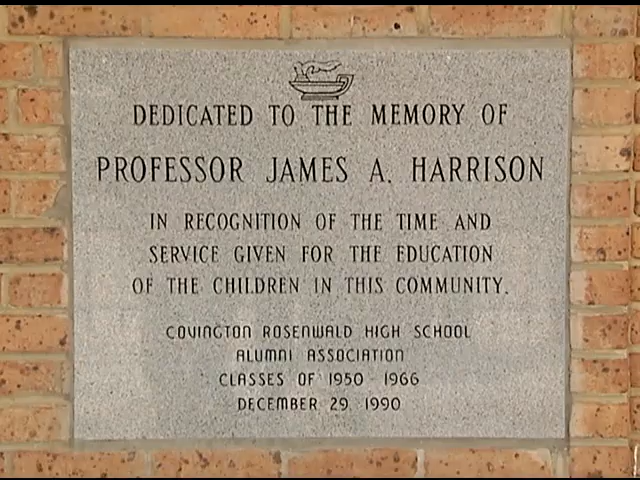 DEDICATED TO THE MEMORY OF
PROFESSOR JAMES A. HARRISON
IN RECOGNITION OF THE TIME AND
SERVICE GIVEN FOR THE EDUCATION
OF THE CHILDREN IN THIS COMMUNITY.
COVINGTON ROSENWALD HIGH SCHOOL
ALUMNI ASSOCIATION
CLASSES OF 1950 - 1966
DECEMBER 29, 1990